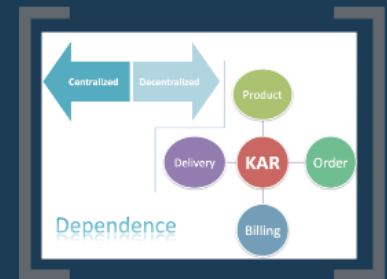 Centralized Decentralized
Product
Delivery KAR Order
Dependence
Billing